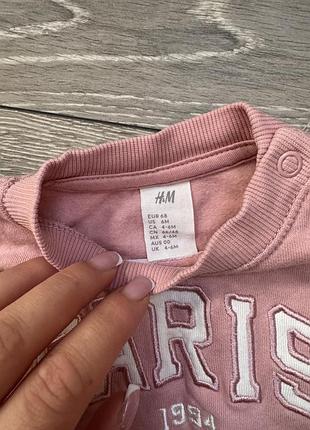 H&M
EUR 68
US 6M
CA 4-6M
CN 66/48
MX 4-6M
AUS 00
UK 4-6M
ARIS
1994